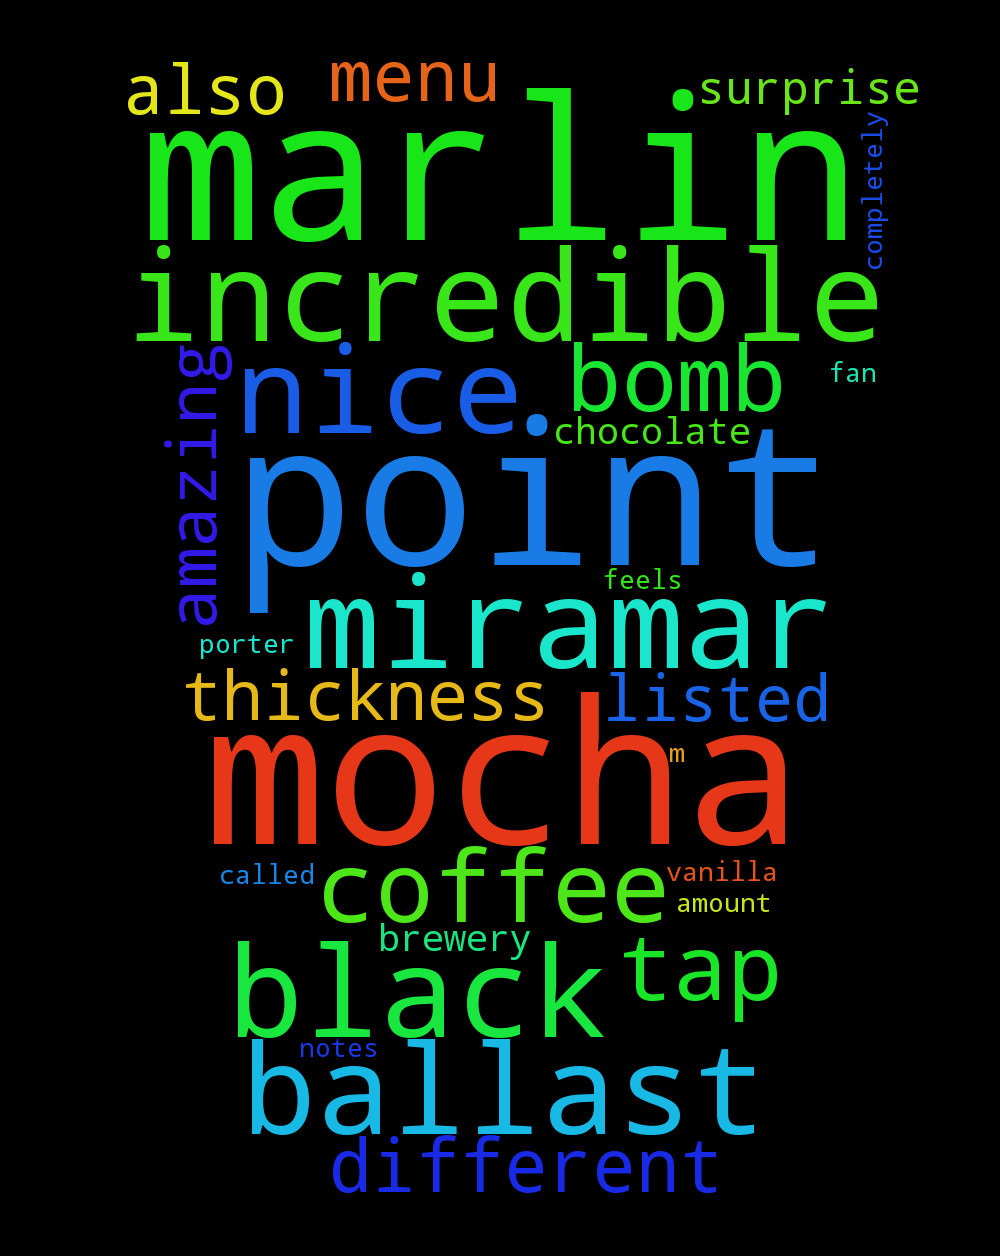 also menu surprise
marlin
completely
incredible
amazing
nice bomb fan
chocolate
point
feels
miramar
porter
thickness listed
mocha
m
called coffee vanilla
amount
brewery
black tap
notes
ballast
different